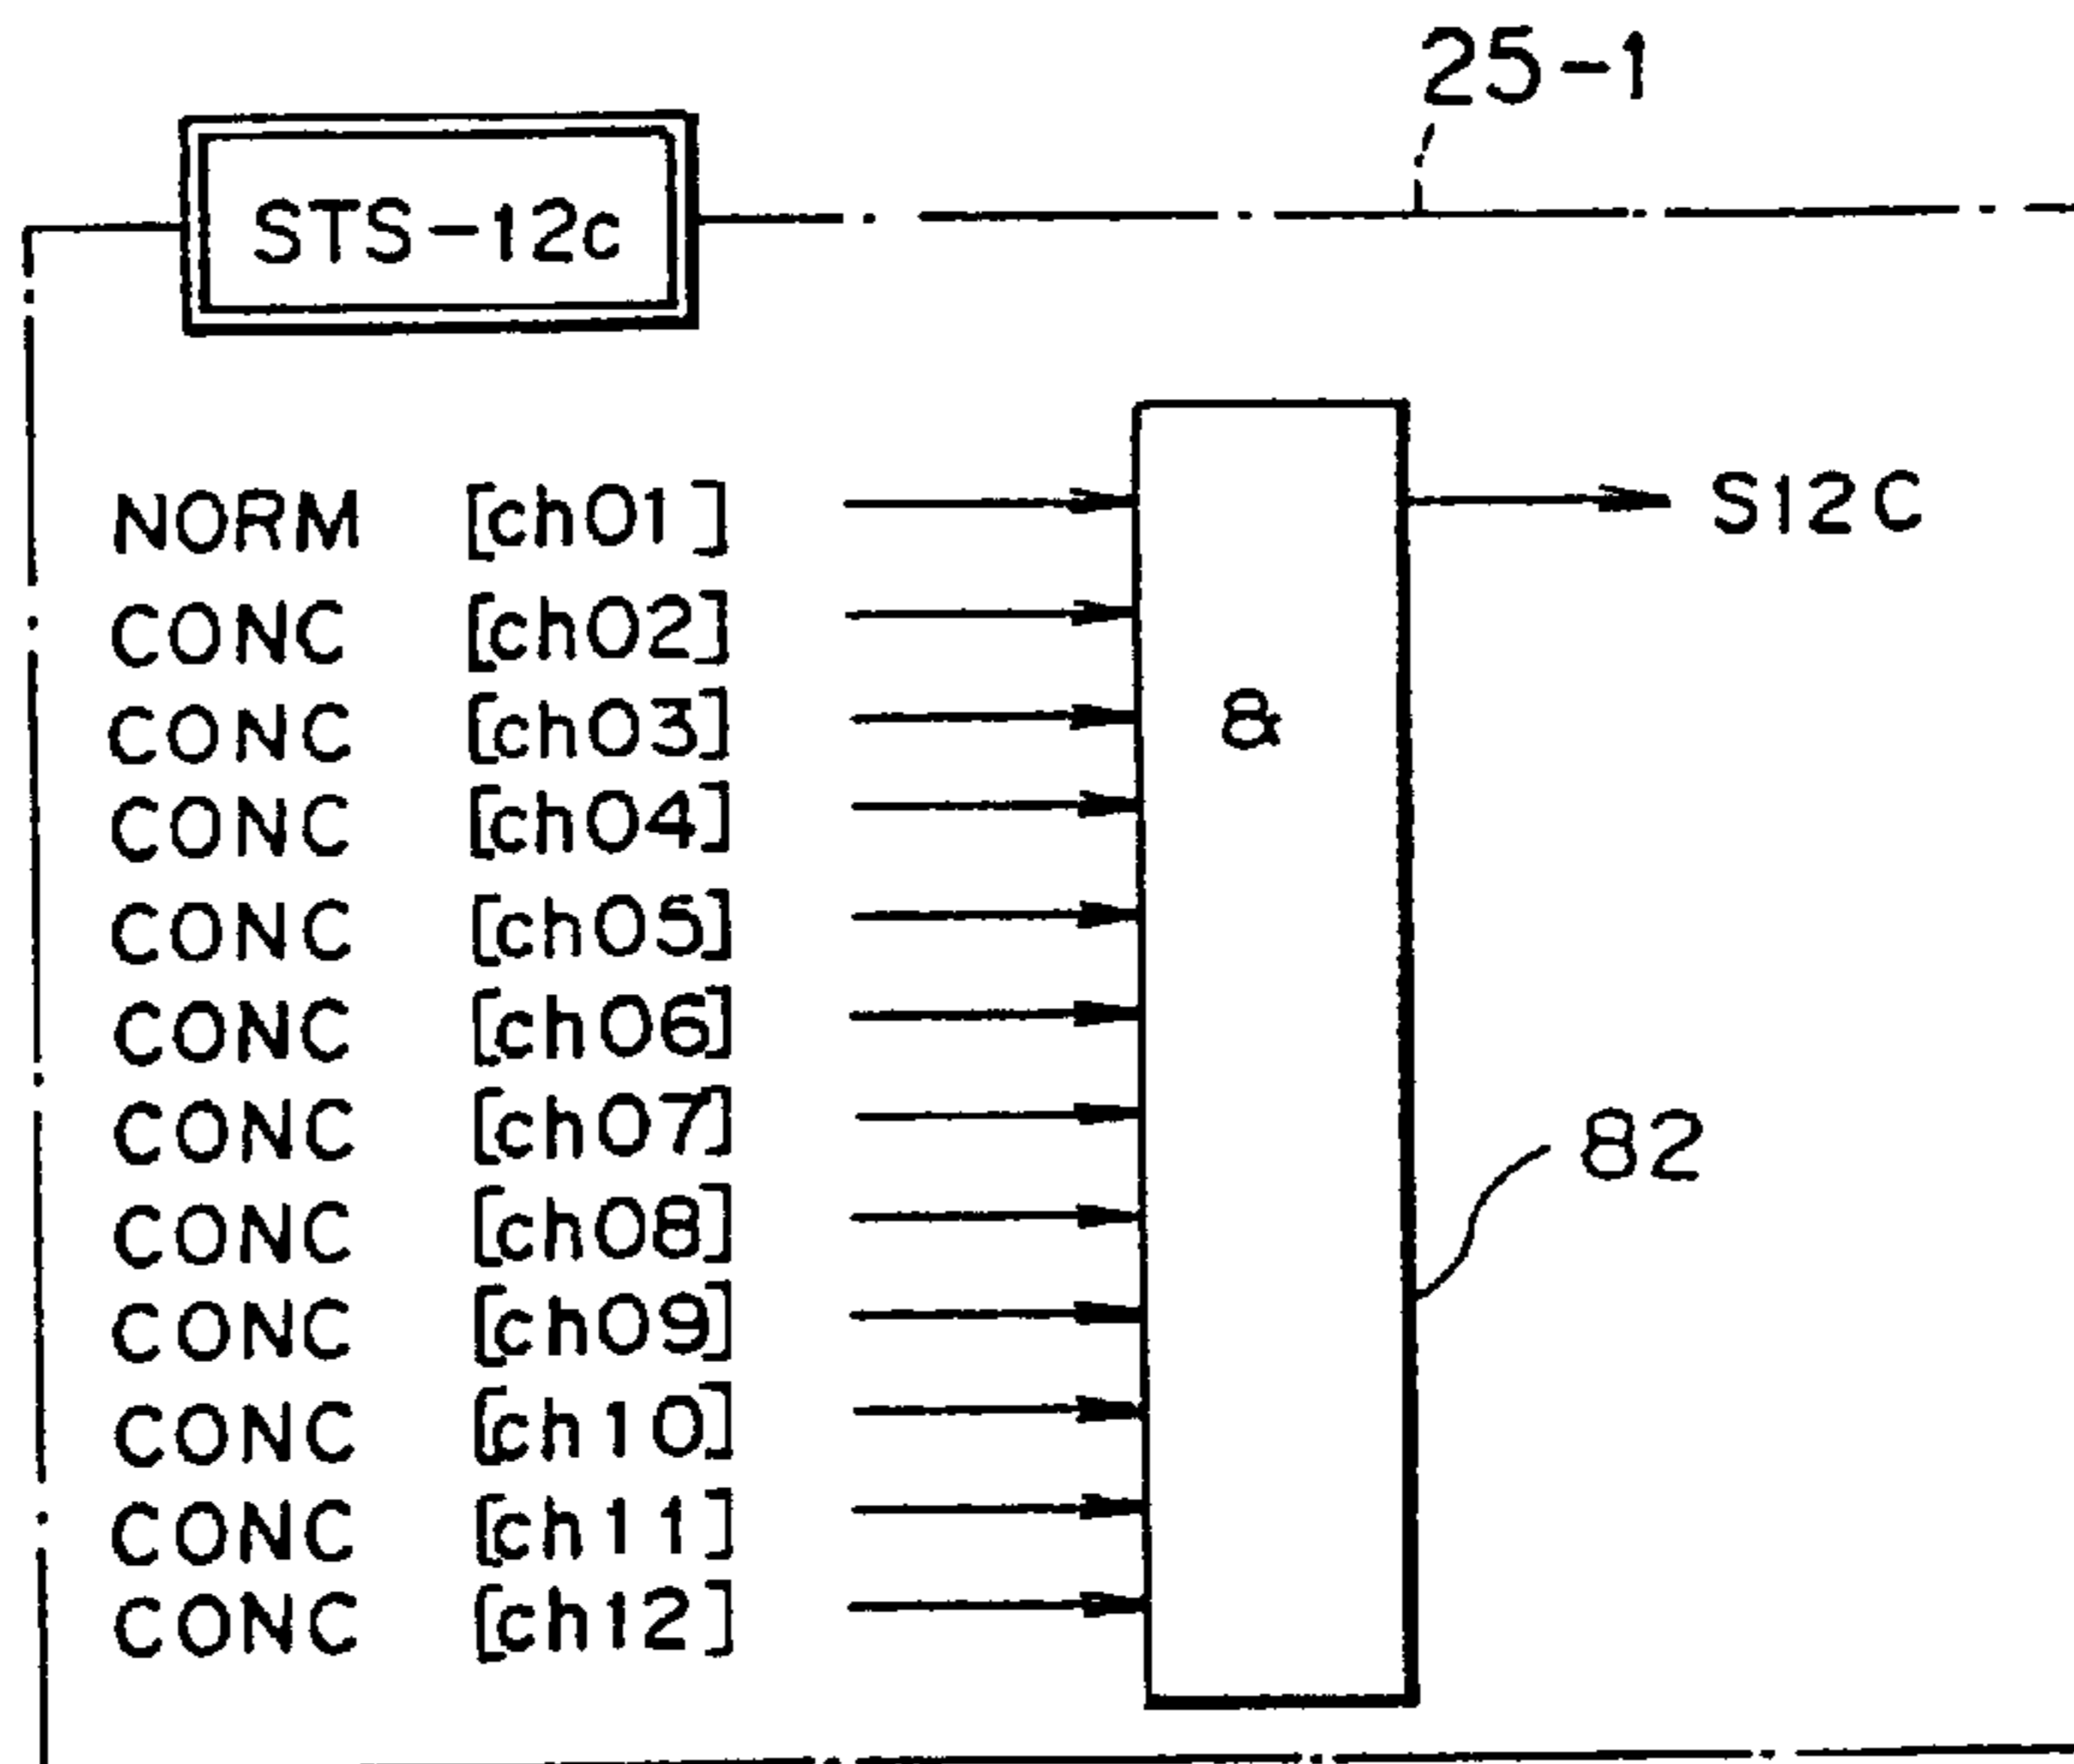 25-1
STS-12c
NORM [ch01] S12C
CONC [ch02]
CONC [ch03] &
CONC [ch04]
CONC [ch05]
CONC [ch06]
CONC [ch07] 82
CONC [ch08]
CONC [ch09]
CONC [ch10]
CONC [ch11]
CONC [ch12]